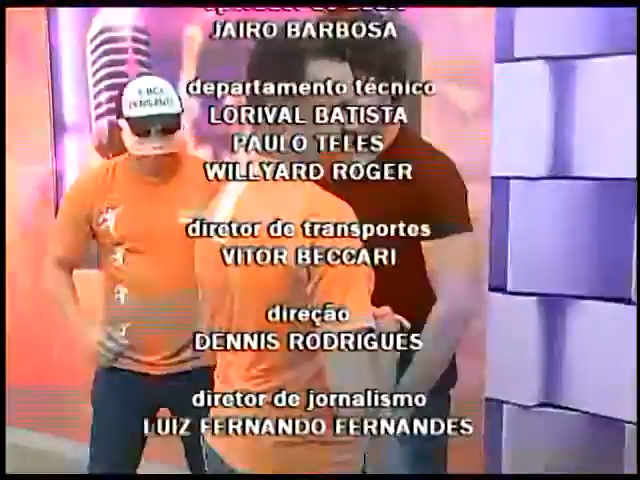 JAIRO BARBOSA
departamento técnico
LORIVAL BATISTA
PAULO TELES
WILLYARD ROGER
diretor de transportes
VITOR BECCARI
direção
DENNIS RODRIGUES
diretor de jornalismo
LUIZ FERNANDO FERNANDES